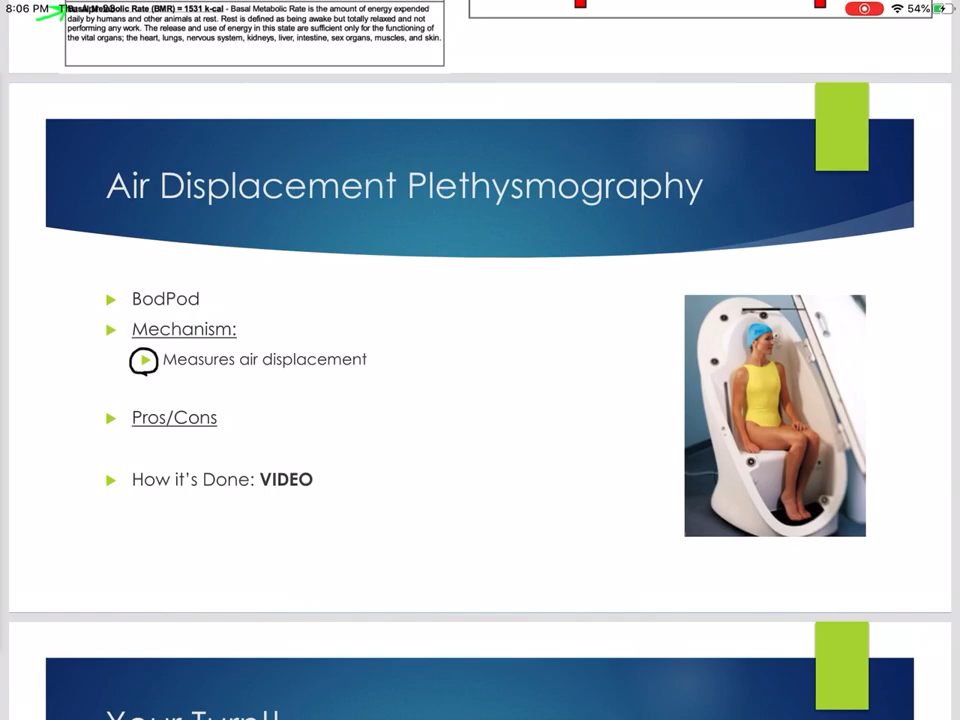 8:06 PM
54%
Basal Metabolic Rate (BMR) = 1531 k-cal - Basal Metabolic Rate is the amount of energy expended
daily by humans and other animals at rest. Rest is defined as being awake but totally relaxed and not
performing any work. The release and use of energy in this state are sufficient only for the functioning of
the vital organs; the heart, lungs, nervous system, kidneys, liver, intestine, sex organs, muscles, and skin.
Air Displacement Plethysmography
BodPod
Mechanism:
Measures air displacement
Pros/Cons
How it's Done: VIDEO
Your Turn!!